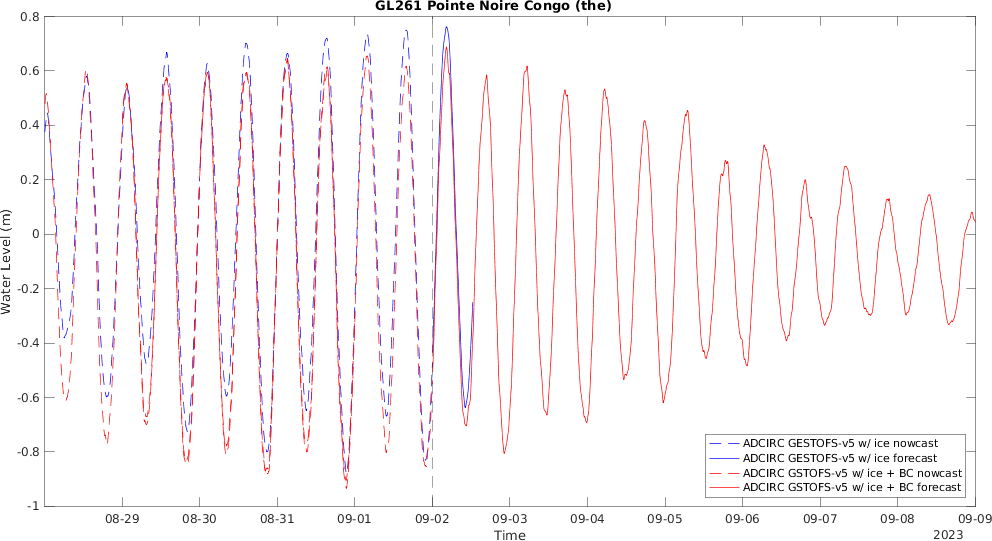 GL261 Pointe Noire Congo (the)
0.8
0.6
0.4
0.2
0
-0.2
-0.4
-0.6
-0.8
-1
Water Level (m)
08-29 08-30 08-31 09-01 09-02 09-03 09-04 09-05 09-06 09-07 09-08 09-09
Time
2023
ADCIRC GESTOFS-v5 w/ ice nowcast
ADCIRC GESTOFS-v5 w/ ice forecast
ADCIRC GSTOFS-v5 w/ ice + BC nowcast
ADCIRC GSTOFS-v5 w/ ice + BC forecast